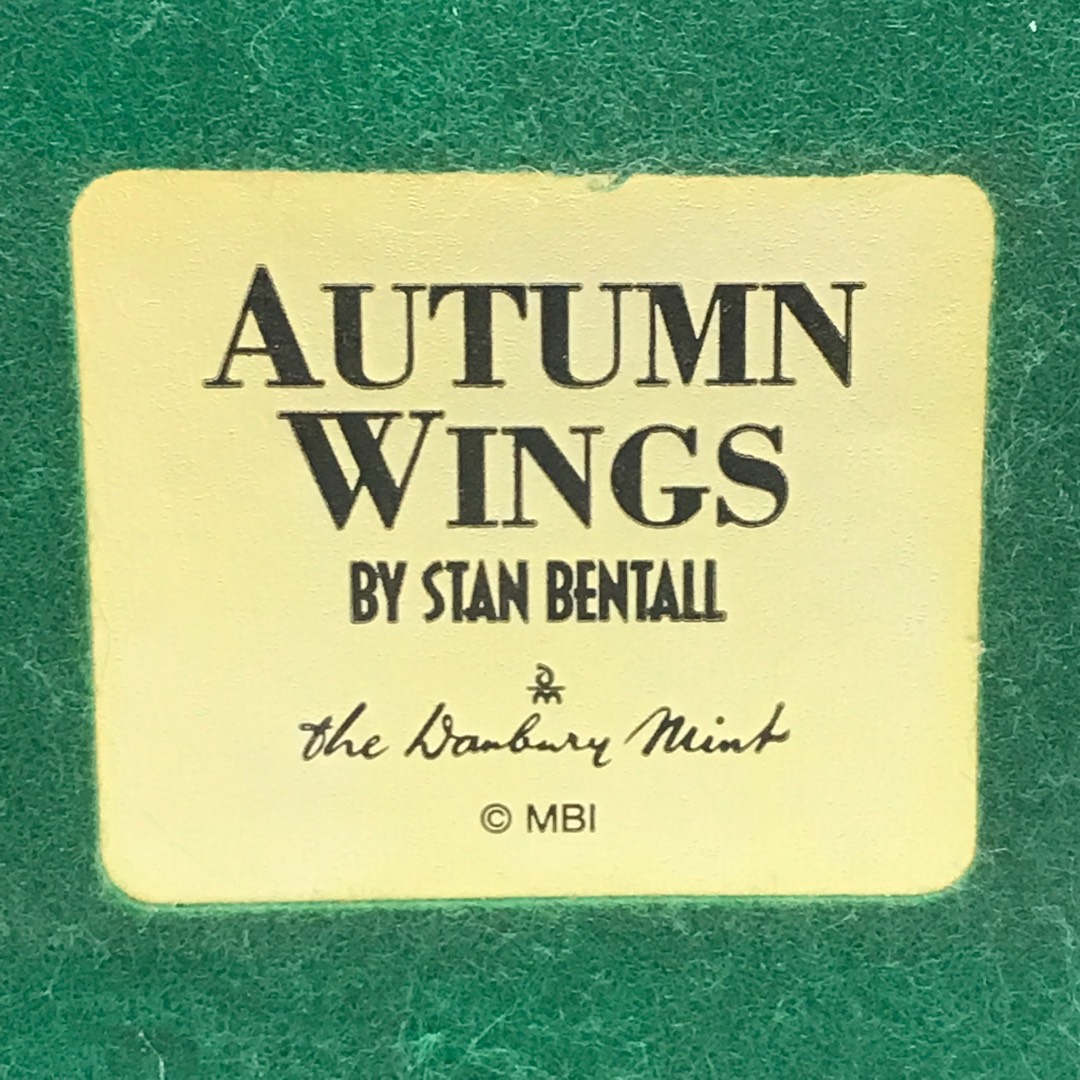 AUTUMN
WINGS
BY STAN BENTALL
the Danbury Mint
© MBI